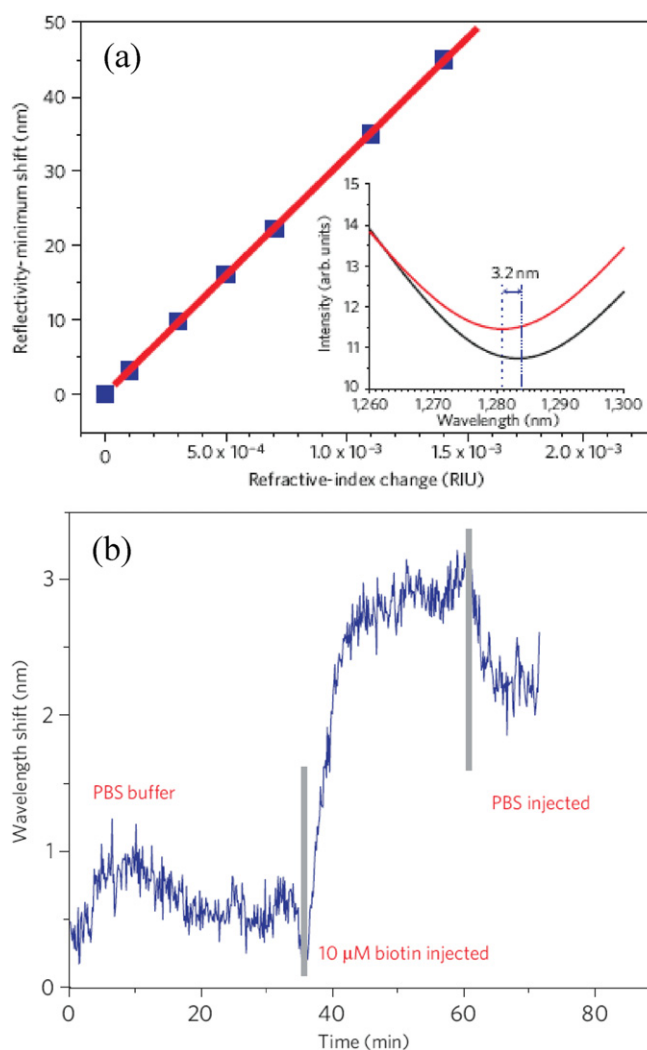 (a)
Reflectivity-minimum shift (nm)
50
40
30
20
10
0
0
5.0 x 10⁻⁴
1.0 x 10⁻³
1.5 x 10⁻³
2.0 x 10⁻³
Refractive-index change (RIU)
Intensity (arb. units)
15
14
13
12
11
10
3.2 nm
1,260
1,270
1,280
1,290
1,300
Wavelength (nm)
(b)
Wavelength shift (nm)
3
2
1
0
PBS buffer
PBS injected
10 μM biotin injected
0
20
40
60
80
Time (min)